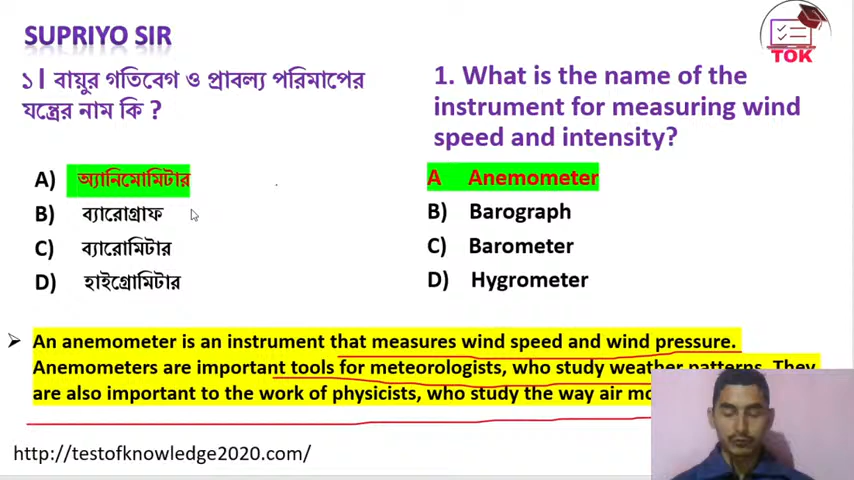 SUPRIYO SIR
TOK
১। বায়ুর গতিবেগ ও প্রাবল্য পরিমাপের
যন্ত্রের নাম কি ?
A) অ্যানিমোমিটার
B) ব্যারোগ্রাফ
C) ব্যারোমিটার
D) হাইগ্রোমিটার
1. What is the name of the
instrument for measuring wind
speed and intensity?
A Anemometer
B) Barograph
C) Barometer
D) Hygrometer
An anemometer is an instrument that measures wind speed and wind pressure.
Anemometers are important tools for meteorologists, who study weather patterns. They
are also important to the work of physicists, who study the way air
http://testofknowledge2020.com/